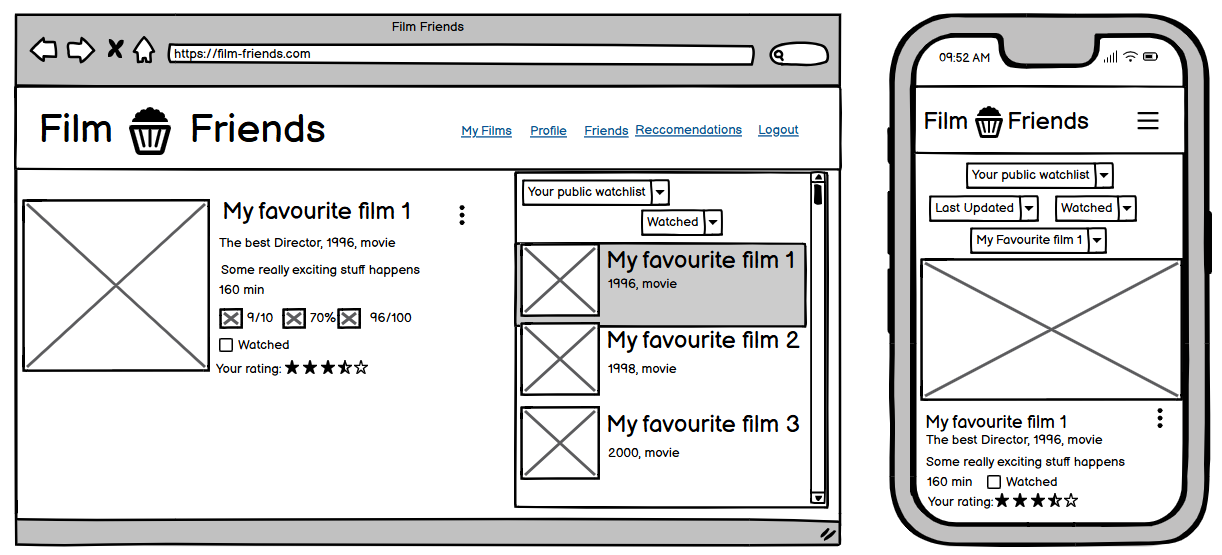 Film Friends
https://film-friends.com
Film Friends
My Films Profile Friends Reccomendations Logout
My favourite film 1
The best Director, 1996, movie
Some really exciting stuff happens
160 min
9/10 70% 96/100
Watched
Your rating:
Your public watchlist
Watched
My favourite film 1
1996, movie
My favourite film 2
1998, movie
My favourite film 3
2000, movie
09:52 AM
Film Friends
Your public watchlist
Last Updated Watched
My Favourite film 1
My favourite film 1
The best Director, 1996, movie
Some really exciting stuff happens
160 min Watched
Your rating: